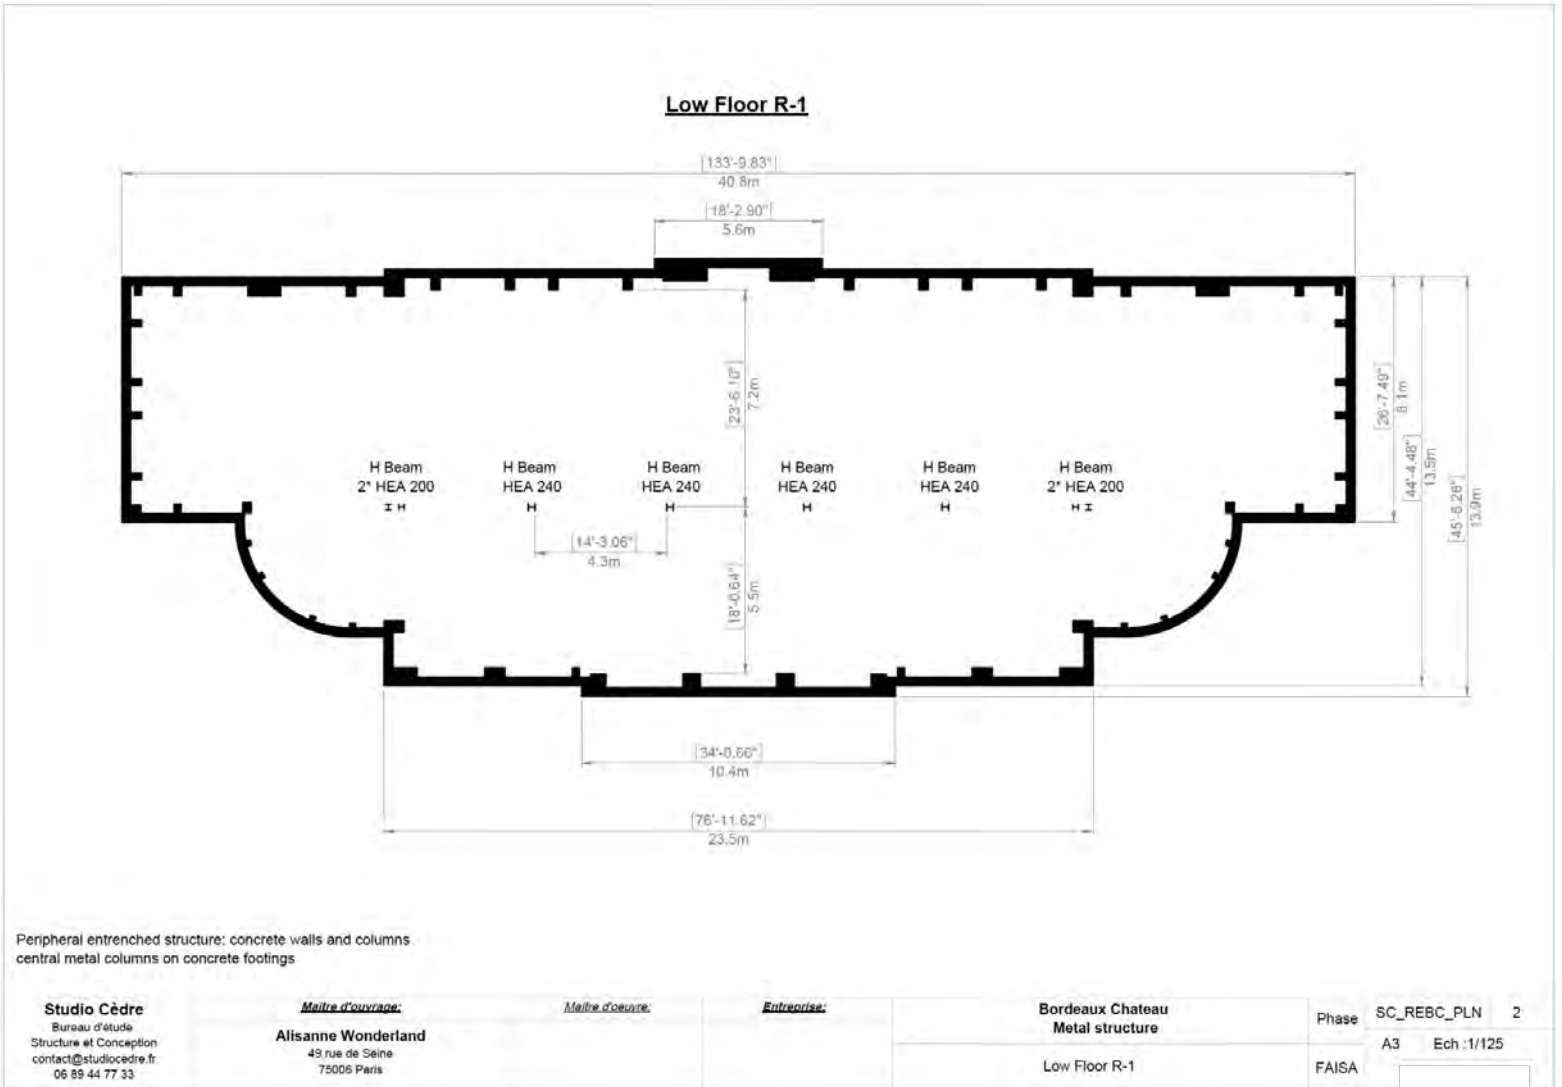 Low Floor R-1
[133'-9.83"]
40.8m
[18'-2.90"]
5.6m
[23'-6.10"]
7.2m
[26'-7.49"]
8.1m
[44'-4.48"]
13.5m
[45'-6.26"]
13.9m
H Beam
2* HEA 200
H Beam
HEA 240
H Beam
HEA 240
H Beam
HEA 240
H Beam
HEA 240
H Beam
2* HEA 200
[14'-3.06"]
4.3m
[18'-0.64"]
5.5m
[34'-0.66"]
10.4m
[76'-11.62"]
23.5m
Peripheral entrenched structure: concrete walls and columns
central metal columns on concrete footings
Studio Cèdre
Bureau d'étude
Structure et Conception
contact@studiocedre.fr
06 89 44 77 33
Maître d'ouvrage:
Alisanne Wonderland
49 rue de Seine
75006 Paris
Maître d'oeuvre:
Entreprise:
Bordeaux Chateau
Metal structure
Low Floor R-1
Phase
FAISA
SC_REBC_PLN 2
A3 Ech :1/125